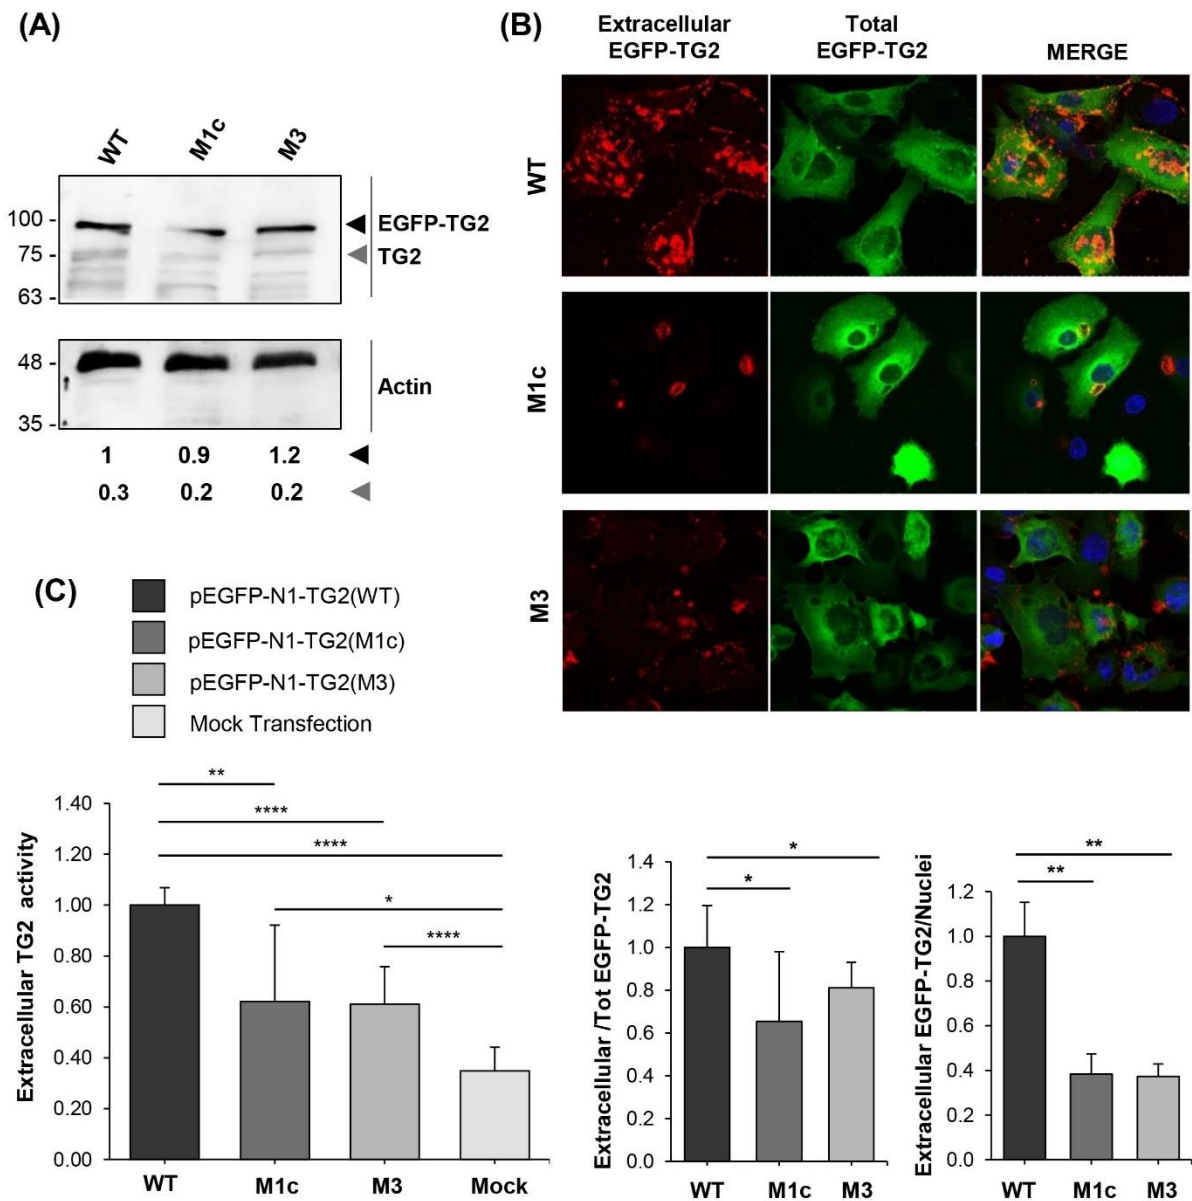 (A)
WT
M1c
M3
100 -
75 -
63 -
EGFP-TG2
TG2
48 -
35 -
Actin
1 0.9 1.2
0.3 0.2 0.2
(B)
Extracellular
EGFP-TG2
Total
EGFP-TG2
MERGE
WT
M1c
M3
(C)
pEGFP-N1-TG2(WT)
pEGFP-N1-TG2(M1c)
pEGFP-N1-TG2(M3)
Mock Transfection
Extracellular TG2 activity
1.40
1.20
1.00
0.80
0.60
0.40
0.20
0.00
**
****
****
*
****
WT M1c M3 Mock
Extracellular /Tot EGFP-TG2
1.4
1.2
1.0
0.8
0.6
0.4
0.2
0.0
*
*
WT M1c M3
Extracellular EGFP-TG2/Nuclei
1.2
1.0
0.8
0.6
0.4
0.2
0.0
**
**
WT M1c M3